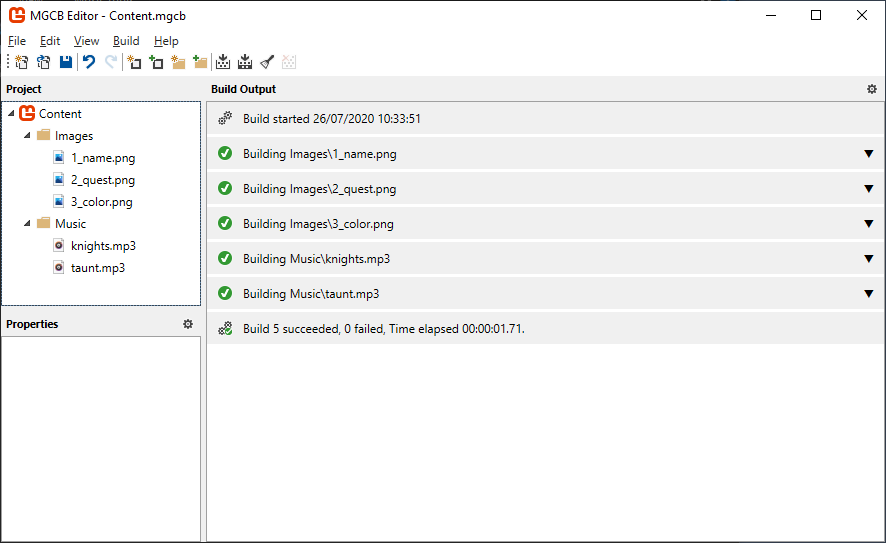 MGCB Editor - Content.mgcb
File Edit View Build Help
Project
Content
Images
1_name.png
2_quest.png
3_color.png
Music
knights.mp3
taunt.mp3
Properties
Build Output
Build started 26/07/2020 10:33:51
Building Images\1_name.png
Building Images\2_quest.png
Building Images\3_color.png
Building Music\knights.mp3
Building Music\taunt.mp3
Build 5 succeeded, 0 failed, Time elapsed 00:00:01.71.